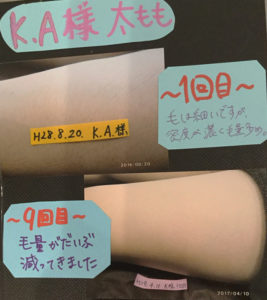 K.A様 太もも
H28.8.20. K.A.様
2016/08/20
～1回目～
毛は細いですが
密度が濃く毛量多め。
～9回目～
毛量がだいぶ
減ってきました
2017/04/10